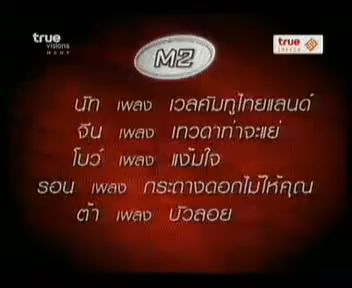 true
visions
true
M2
นัท เพลง เวลคัมทูไทยแลนด์
จีน เพลง เทวดาท่าจะแย่
โบว์ เพลง แง้มใจ
รอน เพลง กระถางดอกไม้ให้คุณ
ต้า เพลง บัวลอย